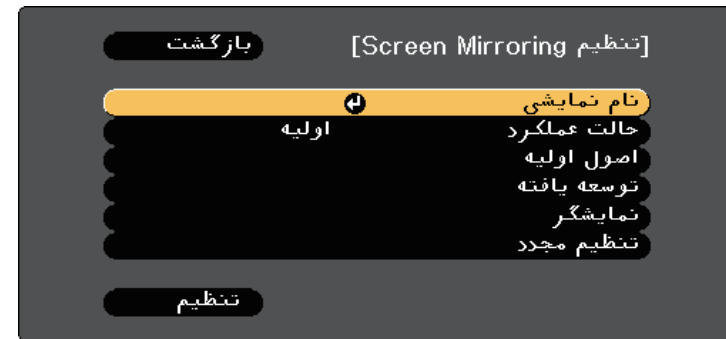 [تنظیم Screen Mirroring] بازگشت
نام نمایشی
حالت عملکرد اولیه
اصول اولیه
توسعه یافته
نمایشگر
تنظیم مجدد
تنظیم